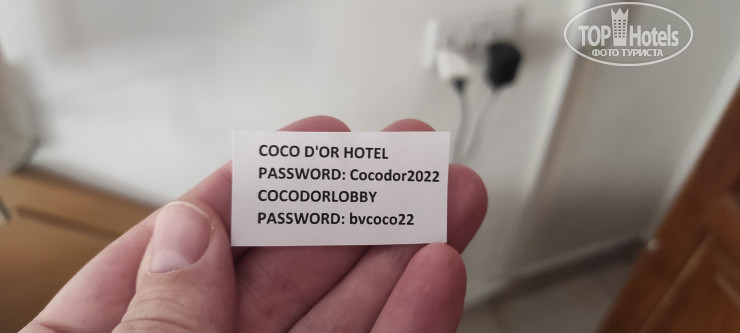 TOP Hotels
ФОТО ТУРИСТА
COCO D'OR HOTEL
PASSWORD: Cocodor2022
COCODORLOBBY
PASSWORD: bvcoco22